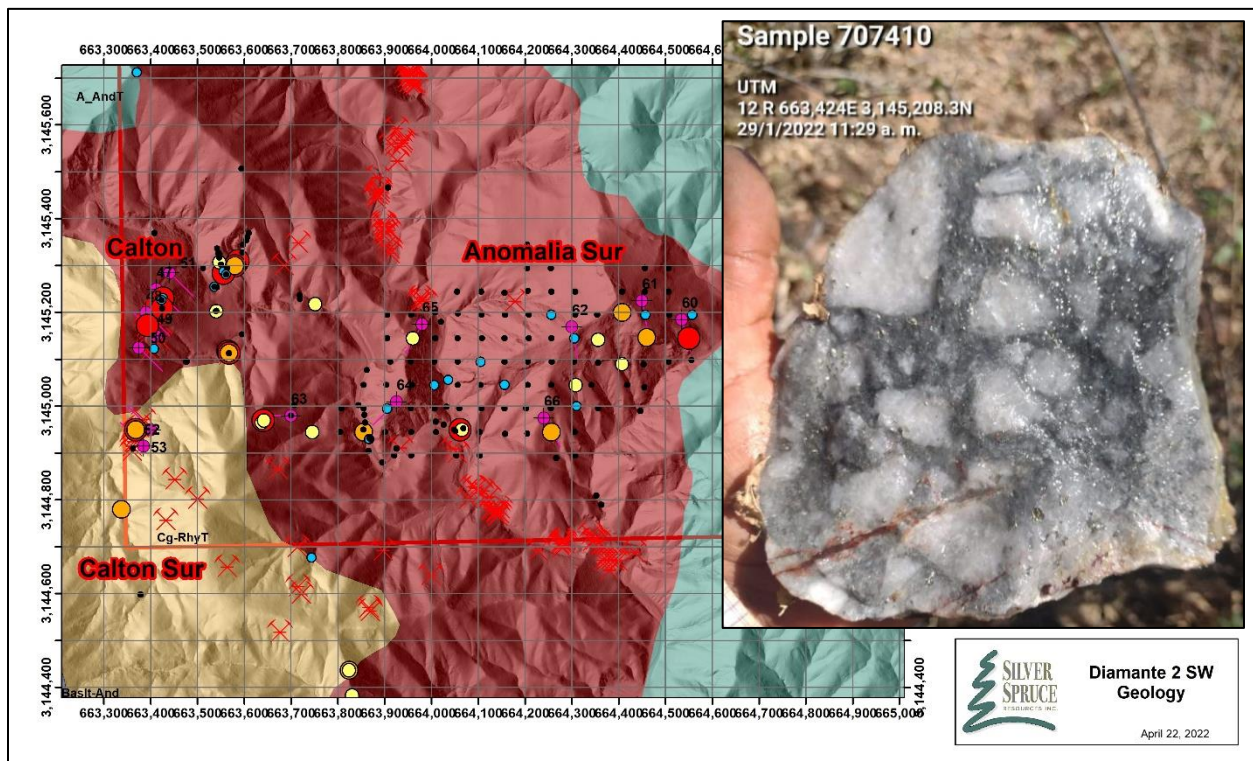 663,300 663,400 663,500 663,600 663,700 663,800 663,900 664,000 664,100 664,200 664,300 664,400 664,500
Sample 707410
UTM
12 R 663,424E 3,145,208.3N
29/1/2022 11:29 a. m.
A_AndT
3,145,600
3,145,400
Calton
Anomalia Sur
47
61
60
3,145,200
49
65
62
50
64
3,145,000
63
66
52
53
3,144,800
Cg-RhyT
Calton Sur
3,144,600
3,144,400
3,144,400
Baslt-And
663,300 663,400 663,500 663,600 663,700 663,800 663,900 664,000 664,100 664,200 664,300 664,400 664,500 664,600 664,700 664,800 664,900 665,000
SILVER
SPRUCE
RESOURCES INC.
Diamante 2 SW
Geology
April 22, 2022